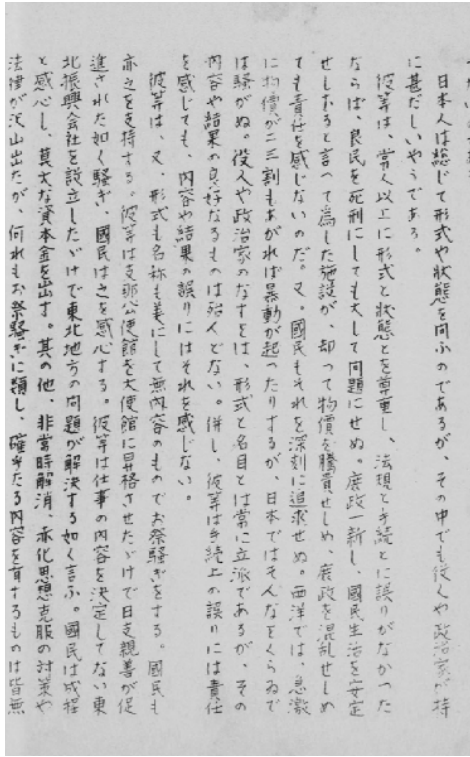 日本人は総じて形式や状態を問ふのであるが、その中でも役人や政治家が特
に甚だしいやうである。
彼等は、常人以上に形式と状態とを尊重し、法規と手続とに誤りがなかつた
ならば、良民を死刑にしても大して問題にせぬ。庶政一新し、國民生活を安定
せしむると言つて為した施設が、却つて物價を騰貴せしめ、庶政を混乱せしめ
ても責任を感じないのだ。又、國民もそれを深刻に追求せぬ。西洋では、急激
に物價が二三割もあがれば暴動が起つたりするが、日本ではそんなことくらゐで
は騒がぬ。役人や政治家のなすことは、形式と名目とは常に立派であるが、その
内容や結果の良好なるものは殆んどない。併し、彼等は手続上の誤りには責任
を感じても、内容や結果の誤りにはそれを感じない。
彼等は、又、形式も名称も美にして無内容のものでお祭騒ぎをする。國民も
亦之を支持する。彼等は支那公使館を大使館に昇格させたゞけで日支親善が促
進された如く騒ぎ、國民はさを感心する。彼等は仕事の内容を決定してない東
北振興会社を設立したゞけで東北地方の問題が解決する如く言ふ。國民は成程
と感心し、莫大な資本金を出す。其の他、非常時解消、赤化思想克服の対策や
法律が沢山出たが、何れもお祭騒ぎに類し、確乎たる内容を有するものは皆無